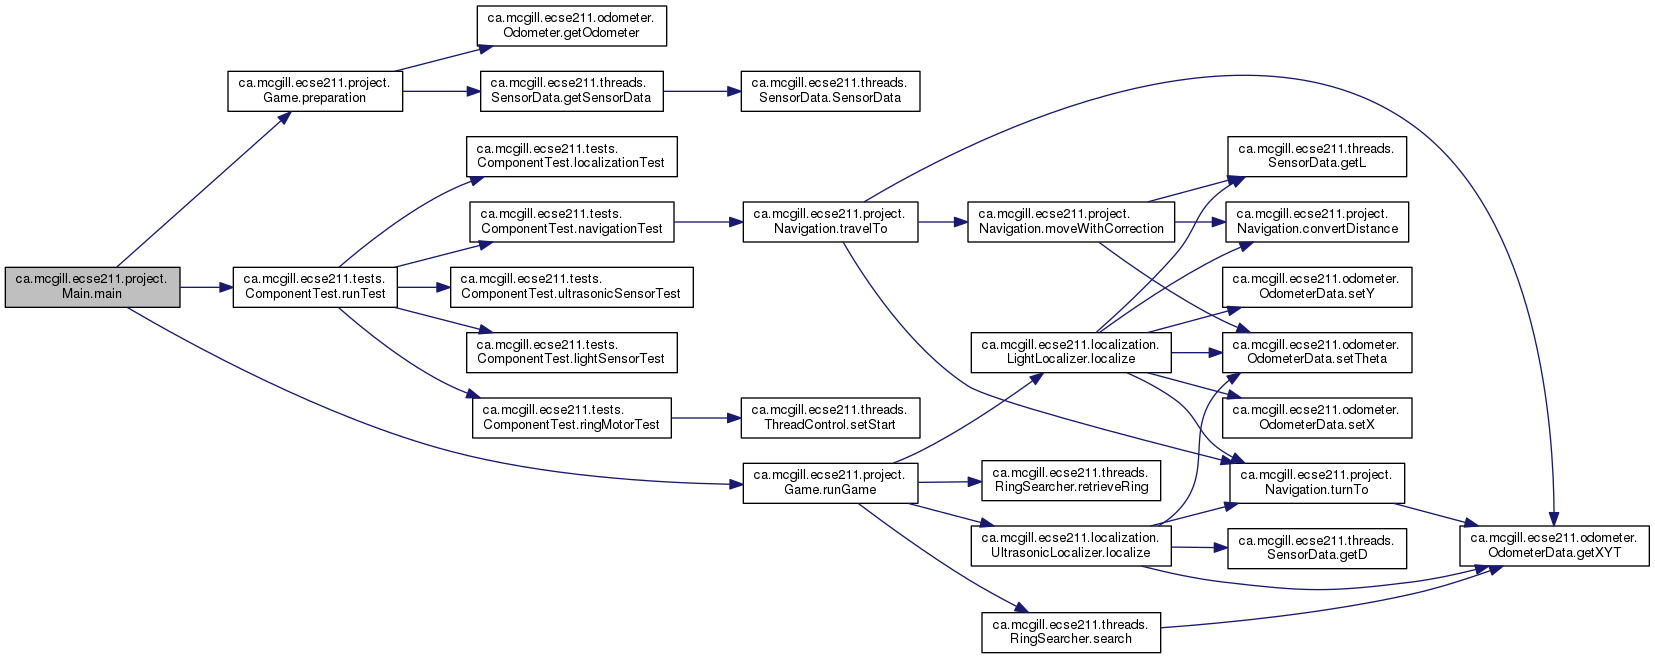 ca.mcgill.ecse211.project.
Main.main
ca.mcgill.ecse211.project.
Game.preparation
ca.mcgill.ecse211.odometer.
Odometer.getOdometer
ca.mcgill.ecse211.threads.
SensorData.getSensorData
ca.mcgill.ecse211.threads.
SensorData.SensorData
ca.mcgill.ecse211.tests.
ComponentTest.runTest
ca.mcgill.ecse211.tests.
ComponentTest.localizationTest
ca.mcgill.ecse211.tests.
ComponentTest.navigationTest
ca.mcgill.ecse211.tests.
ComponentTest.ultrasonicSensorTest
ca.mcgill.ecse211.tests.
ComponentTest.lightSensorTest
ca.mcgill.ecse211.tests.
ComponentTest.ringMotorTest
ca.mcgill.ecse211.project.
Navigation.travelTo
ca.mcgill.ecse211.threads.
ThreadControl.setStart
ca.mcgill.ecse211.project.
Game.runGame
ca.mcgill.ecse211.project.
Navigation.moveWithCorrection
ca.mcgill.ecse211.localization.
LightLocalizer.localize
ca.mcgill.ecse211.threads.
RingSearcher.retrieveRing
ca.mcgill.ecse211.localization.
UltrasonicLocalizer.localize
ca.mcgill.ecse211.threads.
RingSearcher.search
ca.mcgill.ecse211.threads.
SensorData.getL
ca.mcgill.ecse211.project.
Navigation.convertDistance
ca.mcgill.ecse211.odometer.
OdometerData.setY
ca.mcgill.ecse211.odometer.
OdometerData.setTheta
ca.mcgill.ecse211.odometer.
OdometerData.setX
ca.mcgill.ecse211.project.
Navigation.turnTo
ca.mcgill.ecse211.threads.
SensorData.getD
ca.mcgill.ecse211.odometer.
OdometerData.getXYT